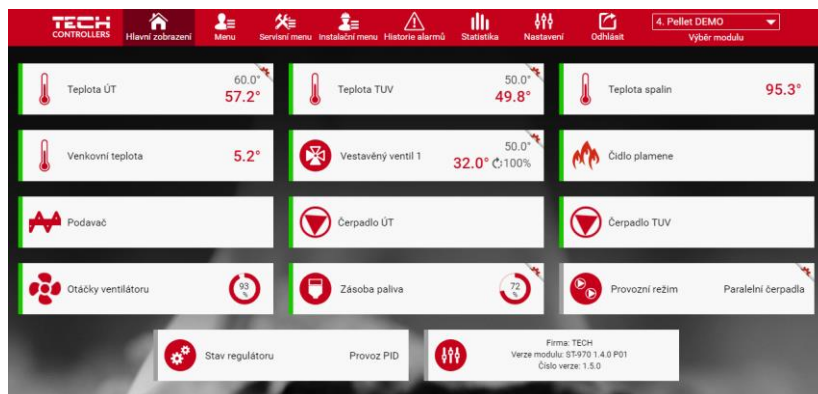 TECH
CONTROLLERS
Hlavní zobrazení
Menu
Servisní menu
Instalační menu
Historie alarmů
Statistika
Nastavení
Odhlásit
4. Pellet DEMO
Výběr modulu
Teplota ÚT
60.0°
57.2°
Teplota TUV
50.0°
49.8°
Teplota spalin
95.3°
Venkovní teplota
5.2°
Vestavěný ventil 1
50.0°
32.0° 100%
Čidlo plamene
Podavač
Čerpadlo ÚT
Čerpadlo TUV
Otáčky ventilátoru
93
%
Zásoba paliva
72
%
Provozní režim
Paralelní čerpadla
Stav regulátoru
Provoz PID
Firma: TECH
Verze modulu: ST-970 1.4.0 P01
Číslo verze: 1.5.0